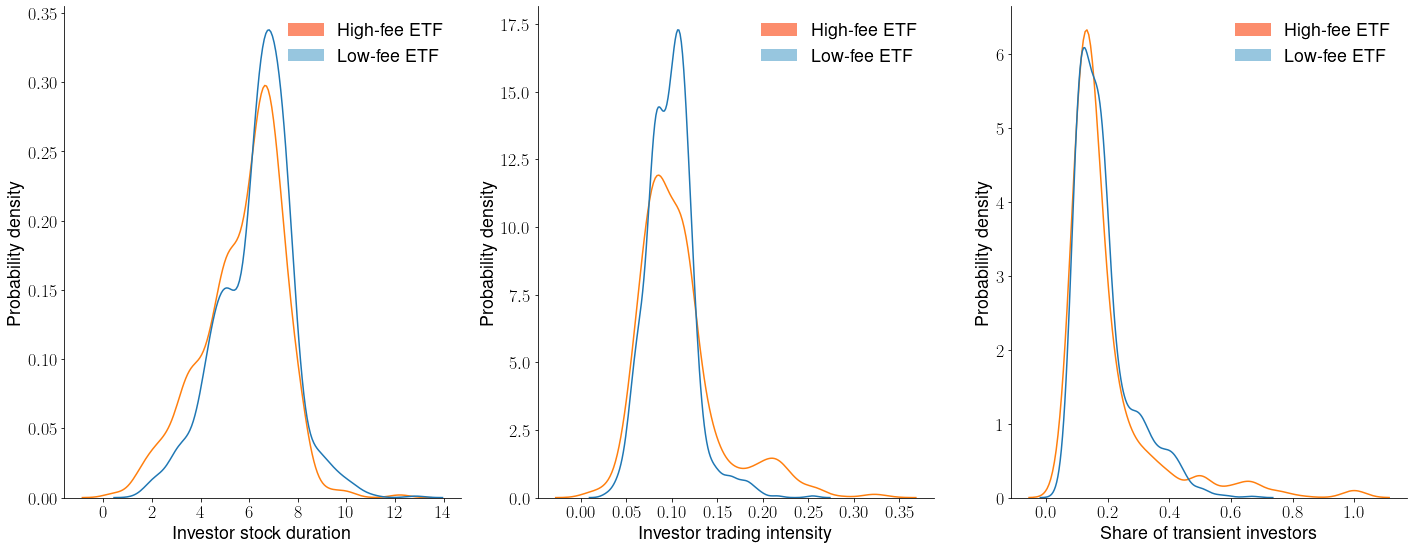 High-fee ETF
Low-fee ETF
Probability density
0.35
0.30
0.25
0.20
0.15
0.10
0.05
0.00
0 2 4 6 8 10 12 14
Investor stock duration
High-fee ETF
Low-fee ETF
Probability density
17.5
15.0
12.5
10.0
7.5
5.0
2.5
0.0
0.00 0.05 0.10 0.15 0.20 0.25 0.30 0.35
Investor trading intensity
High-fee ETF
Low-fee ETF
Probability density
6
5
4
3
2
1
0
0.0 0.2 0.4 0.6 0.8 1.0
Share of transient investors